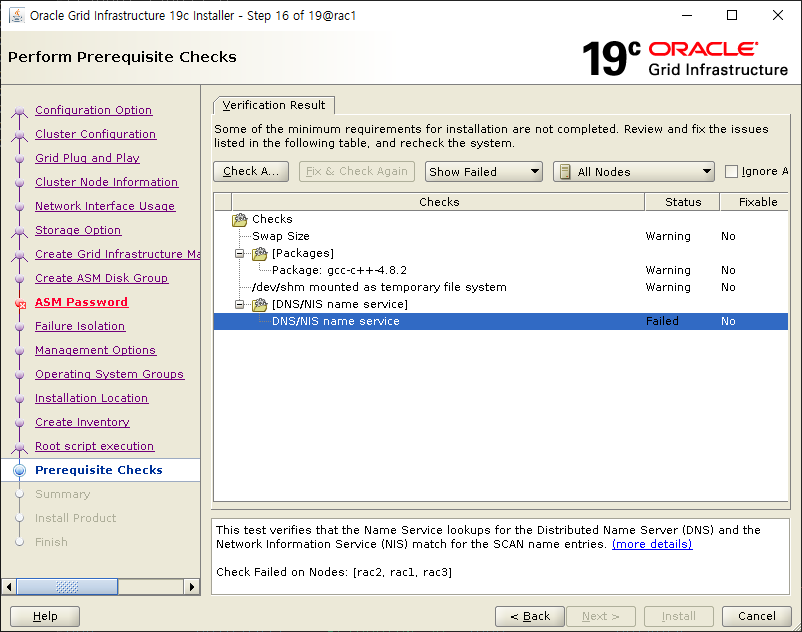 Oracle Grid Infrastructure 19c Installer - Step 16 of 19@rac1
Perform Prerequisite Checks
19c ORACLE
Grid Infrastructure
Configuration Option
Cluster Configuration
Grid Plug and Play
Cluster Node Information
Network Interface Usage
Storage Option
Create Grid Infrastructure Ma
Create ASM Disk Group
ASM Password
Failure Isolation
Management Options
Operating System Groups
Installation Location
Create Inventory
Root script execution
Prerequisite Checks
Summary
Install Product
Finish
Verification Result
Some of the minimum requirements for installation are not completed. Review and fix the issues
listed in the following table, and recheck the system.
Check A... Fix & Check Again Show Failed All Nodes Ignore A
Checks Status Fixable
Checks
Swap Size Warning No
[Packages]
Package: gcc-c++-4.8.2 Warning No
/dev/shm mounted as temporary file system Warning No
[DNS/NIS name service]
DNS/NIS name service Failed No
This test verifies that the Name Service lookups for the Distributed Name Server (DNS) and the
Network Information Service (NIS) match for the SCAN name entries. (more details)
Check Failed on Nodes: [rac2, rac1, rac3]
Help < Back Next > Install Cancel